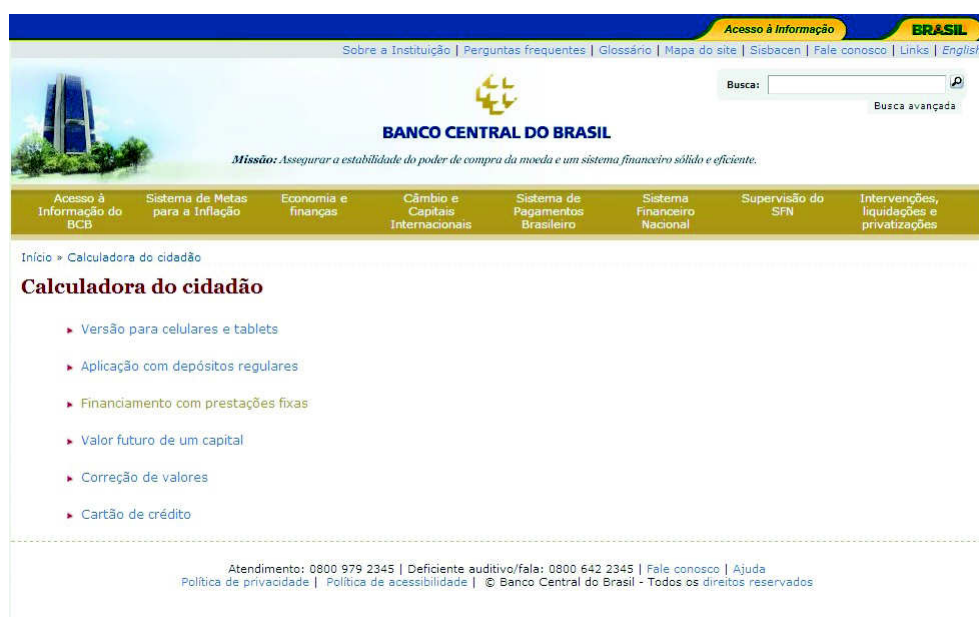 Acesso à Informação
BRASIL
Sobre a Instituição | Perguntas frequentes | Glossário | Mapa do site | Sisbacen | Fale conosco | Links | English
Busca:
Busca avançada
BANCO CENTRAL DO BRASIL
Missão: Assegurar a estabilidade do poder de compra da moeda e um sistema financeiro sólido e eficiente.
Acesso à Informação do BCB
Sistema de Metas para a Inflação
Economia e finanças
Câmbio e Capitais Internacionais
Sistema de Pagamentos Brasileiro
Sistema Financeiro Nacional
Supervisão do SFN
Intervenções, liquidações e privatizações
Início » Calculadora do cidadão
Calculadora do cidadão
Versão para celulares e tablets
Aplicação com depósitos regulares
Financiamento com prestações fixas
Valor futuro de um capital
Correção de valores
Cartão de crédito
Atendimento: 0800 979 2345 | Deficiente auditivo/fala: 0800 642 2345 | Fale conosco | Ajuda
Política de privacidade | Política de acessibilidade | © Banco Central do Brasil - Todos os direitos reservados